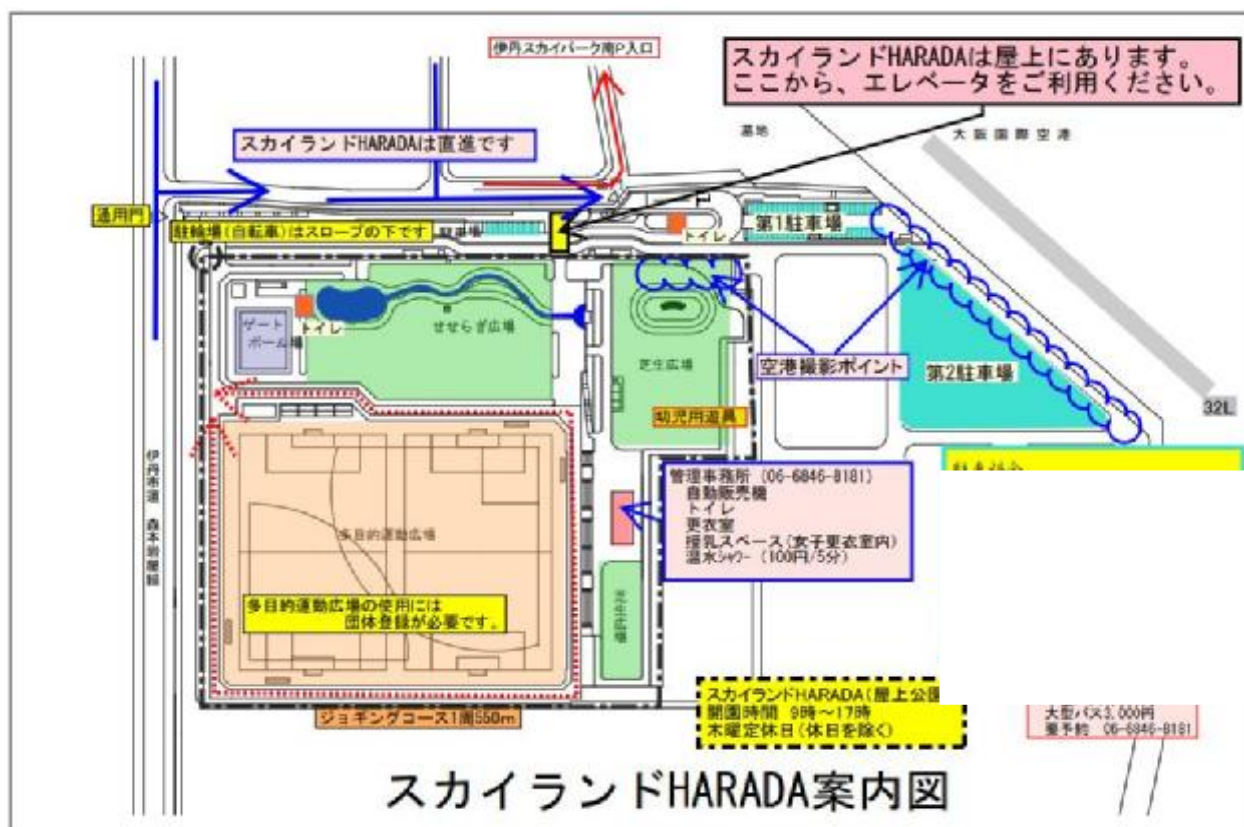 伊丹スカイパーク南P入口
スカイランドHARADAは屋上にあります。
ここから、エレベータをご利用ください。
墓地
大阪国際空港
スカイランドHARADAは直進です
通用門
駐輪場(自転車)はスロープの下です
車場
トイレ
第1駐車場
ゲート
ボール場
トイレ
せせらぎ広場
芝生広場
空港撮影ポイント
第2駐車場
32L
幼児用遊具
管理事務所 (06-6846-8181)
自動販売機
トイレ
更衣室
授乳スペース(女子更衣室内)
温水シャワー (100円/5分)
伊丹市道 森本岩屋線
多目的運動広場
多目的運動広場の使用には
団体登録が必要です。
ジョギングコース1周550m
スカイランドHARADA(屋上公園
開園時間 9時～17時
木曜定休日(休日を除く)
大型バス3,000円
要予約 06-6846-8181
スカイランドHARADA案内図